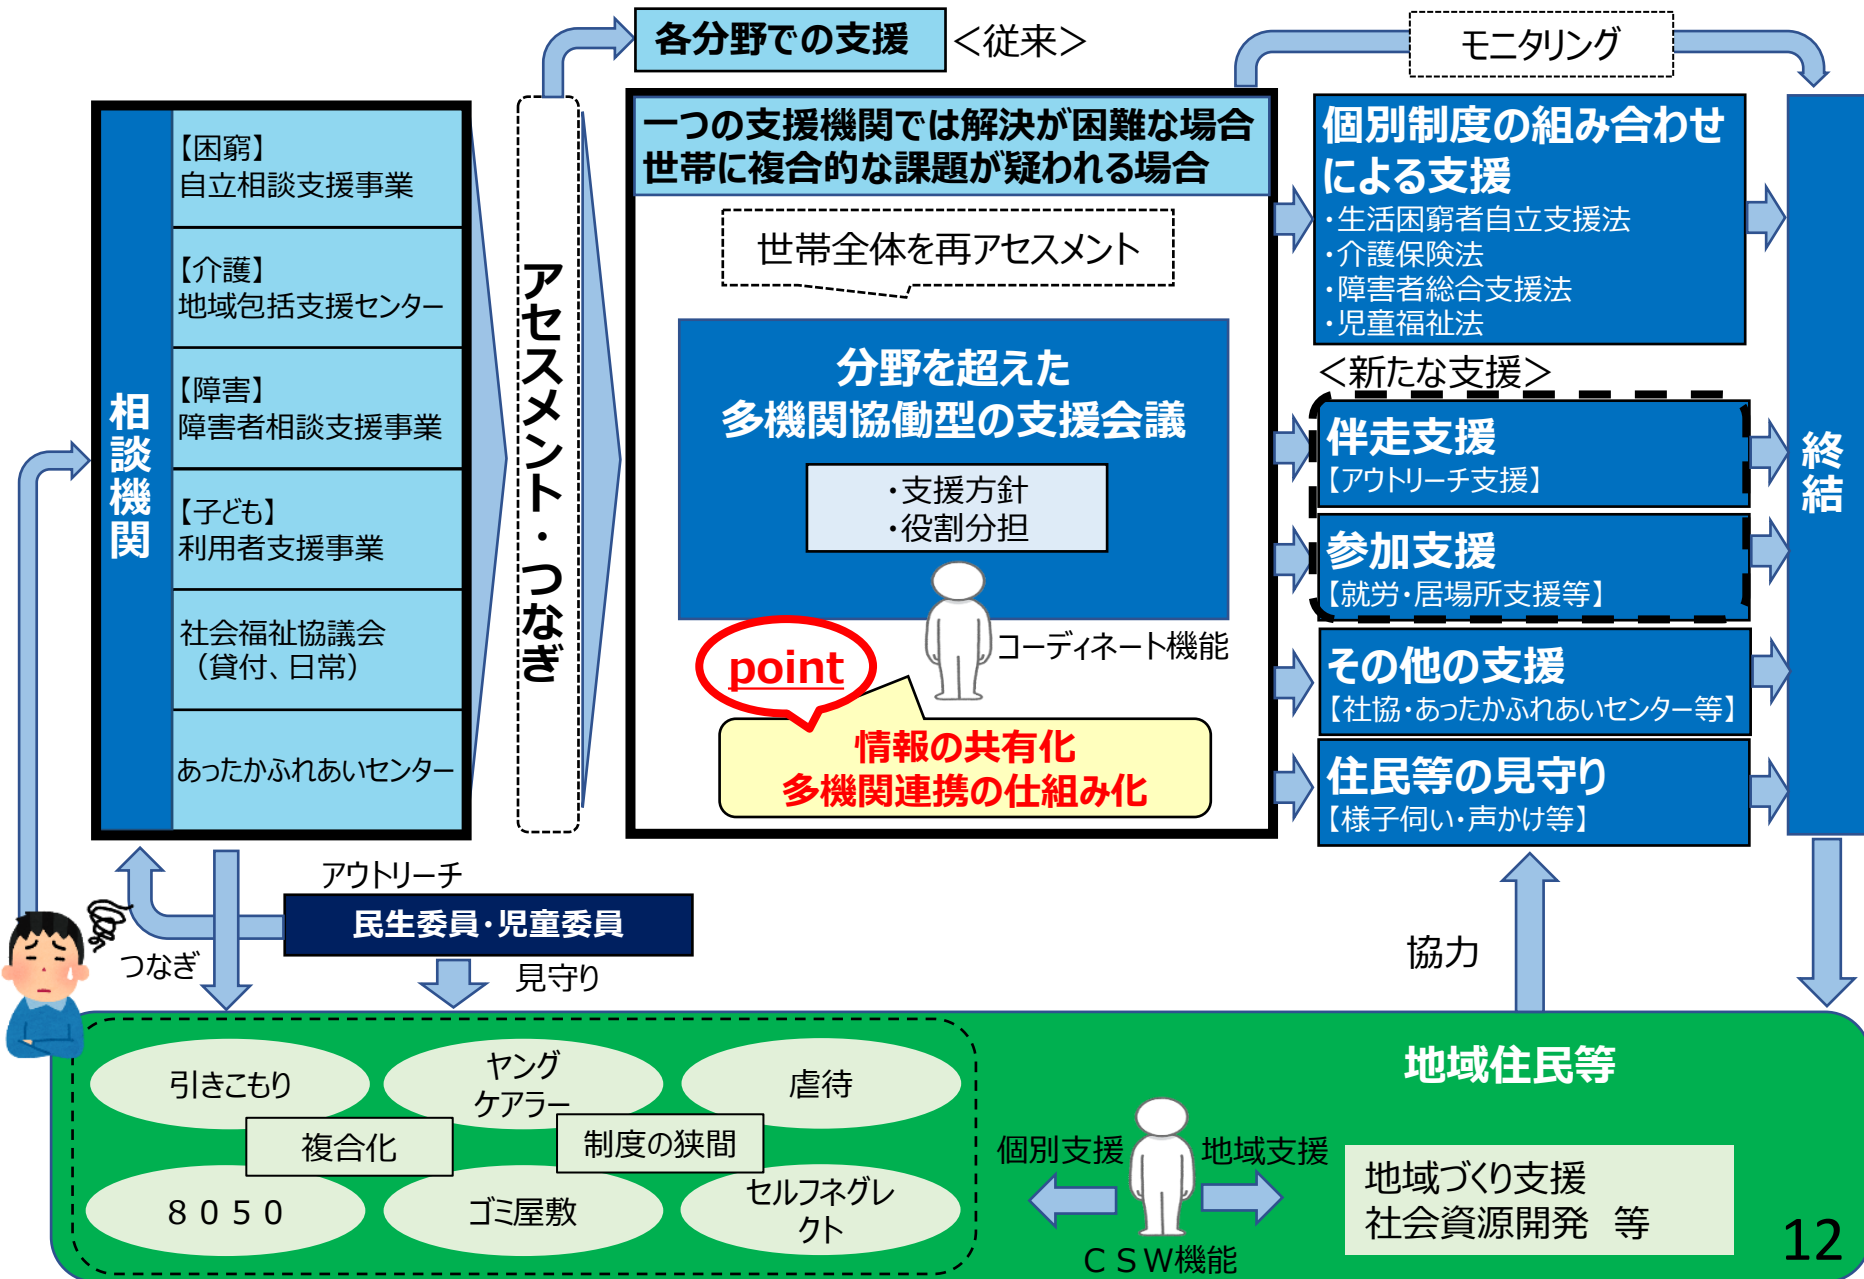 各分野での支援
＜従来＞
モニタリング
相談機関
【困窮】
自立相談支援事業
【介護】
地域包括支援センター
【障害】
障害者相談支援事業
【子ども】
利用者支援事業
社会福祉協議会
（貸付、日常）
あったかふれあいセンター
アセスメント・つなぎ
一つの支援機関では解決が困難な場合
世帯に複合的な課題が疑われる場合
世帯全体を再アセスメント
分野を超えた
多機関協働型の支援会議
・支援方針
・役割分担
コーディネート機能
point
情報の共有化
多機関連携の仕組み化
個別制度の組み合わせ
による支援
・生活困窮者自立支援法
・介護保険法
・障害者総合支援法
・児童福祉法
＜新たな支援＞
伴走支援
【アウトリーチ支援】
参加支援
【就労・居場所支援等】
その他の支援
【社協・あったかふれあいセンター等】
住民等の見守り
【様子伺い・声かけ等】
終結
アウトリーチ
民生委員・児童委員
つなぎ
見守り
協力
地域住民等
引きこもり
ヤング
ケアラー
虐待
複合化
制度の狭間
８０５０
ゴミ屋敷
セルフネグレ
クト
個別支援
地域支援
ＣＳＷ機能
地域づくり支援
社会資源開発　等
12